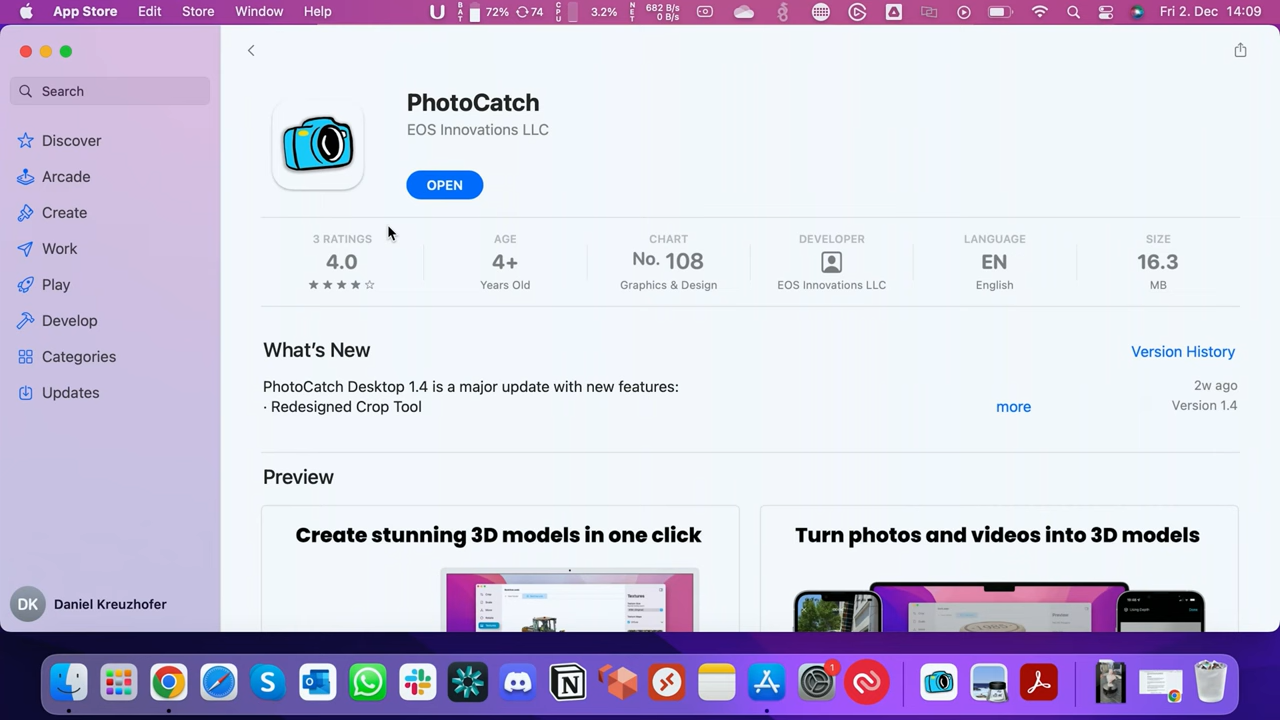 App Store Edit Store Window Help
U BAT 72% 74 CPU 3.2% NET 682 B/s 0 B/s Fri 2. Dec 14:09
Search
Discover
Arcade
Create
Work
Play
Develop
Categories
Updates
DK Daniel Kreuzhofer
PhotoCatch
EOS Innovations LLC
OPEN
3 RATINGS AGE CHART DEVELOPER LANGUAGE SIZE
4.0 4+ No. 108 EN 16.3
Years Old Graphics & Design EOS Innovations LLC English MB
What's New Version History
PhotoCatch Desktop 1.4 is a major update with new features: 2w ago
· Redesigned Crop Tool more Version 1.4
Preview
Create stunning 3D models in one click
Turn photos and videos into 3D models
Textures
1